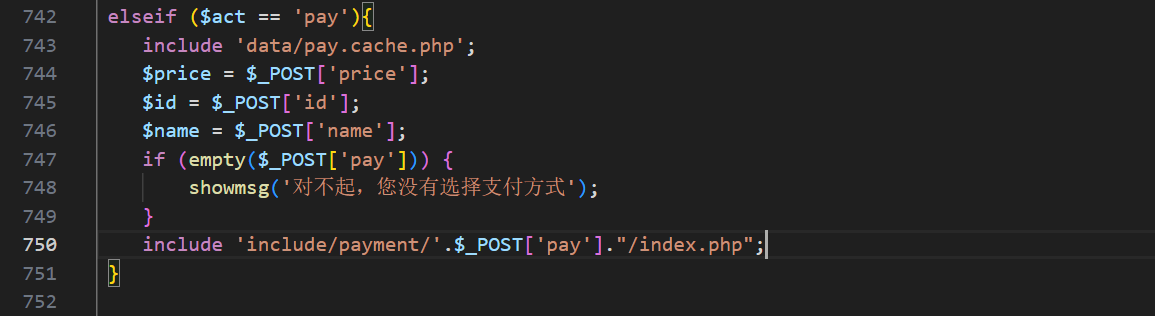 742 elseif ($act == 'pay'){
743 include 'data/pay.cache.php';
744 $price = $_POST['price'];
745 $id = $_POST['id'];
746 $name = $_POST['name'];
747 if (empty($_POST['pay'])) {
748 showmsg('对不起，您没有选择支付方式');
749 }
750 include 'include/payment/'.$_POST['pay']."/index.php";
751 }
752